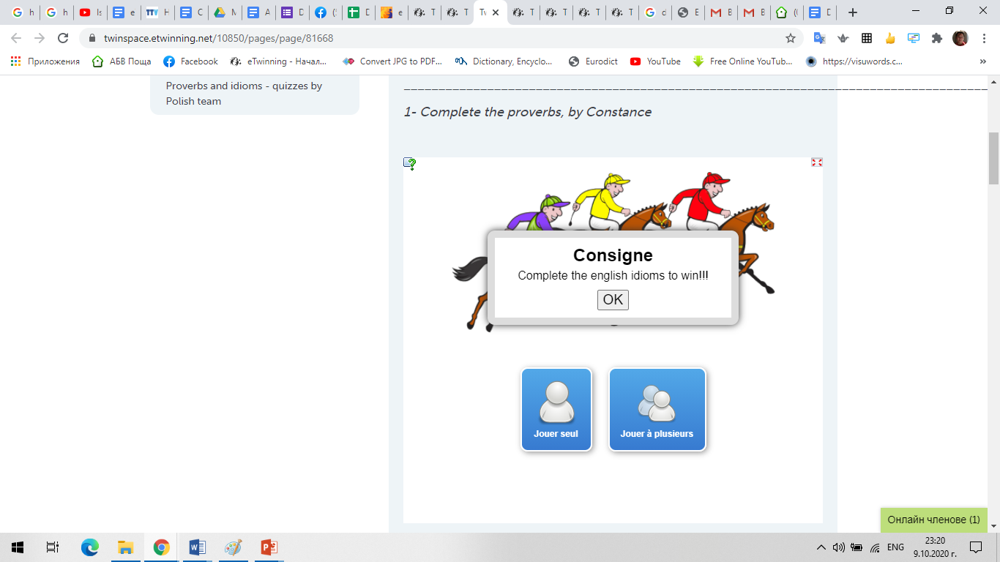 h
h
Is
e
H
C
M
A
D
(
D
e
T
T
Tw
T
T
T
T
d
E
B
B
(
D
twinspace.etwinning.net/10850/pages/page/81668
Приложения
АБВ Поща
Facebook
eTwinning - Начал...
Convert JPG to PDF...
Dictionary, Encyclo...
Eurodict
YouTube
Free Online YouTub...
https://visuwords.c...
»
Proverbs and idioms - quizzes by
Polish team
1- Complete the proverbs, by Constance
Consigne
Complete the english idioms to win!!!
OK
Jouer seul
Jouer à plusieurs
Онлайн членове (1)
ENG
23:20
9.10.2020 г.